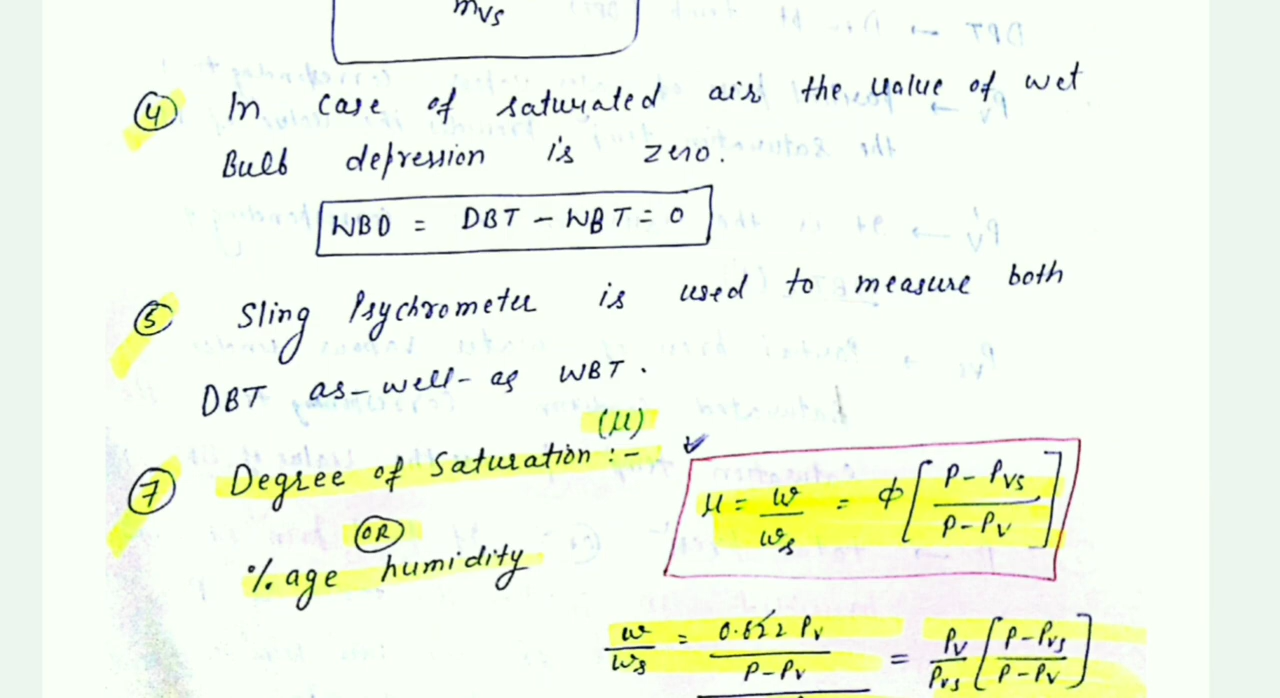 mvs
④ In case of saturated air the value of wet
Bulb depression is zero.
WBD = DBT - WBT = 0
⑤ Sling Psychrometer is used to measure both
DBT as-well-as WBT.
(μ)
⑦ Degree of Saturation :-
μ = w/ws = φ[P-Pvs/P-Pv]
(OR)
%age humidity
w/ws = 0.622 Pv/P-Pv = Pv/Pvs [P-Pvs/P-Pv]